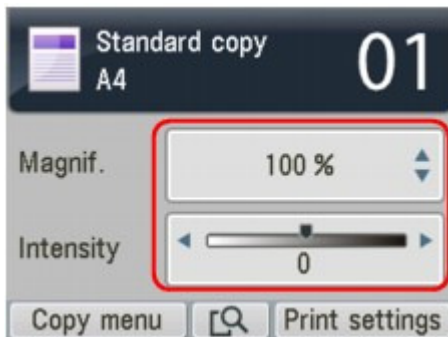 Standard copy
A4
01
Magnif.
100 %
Intensity
0
Copy menu
Print settings